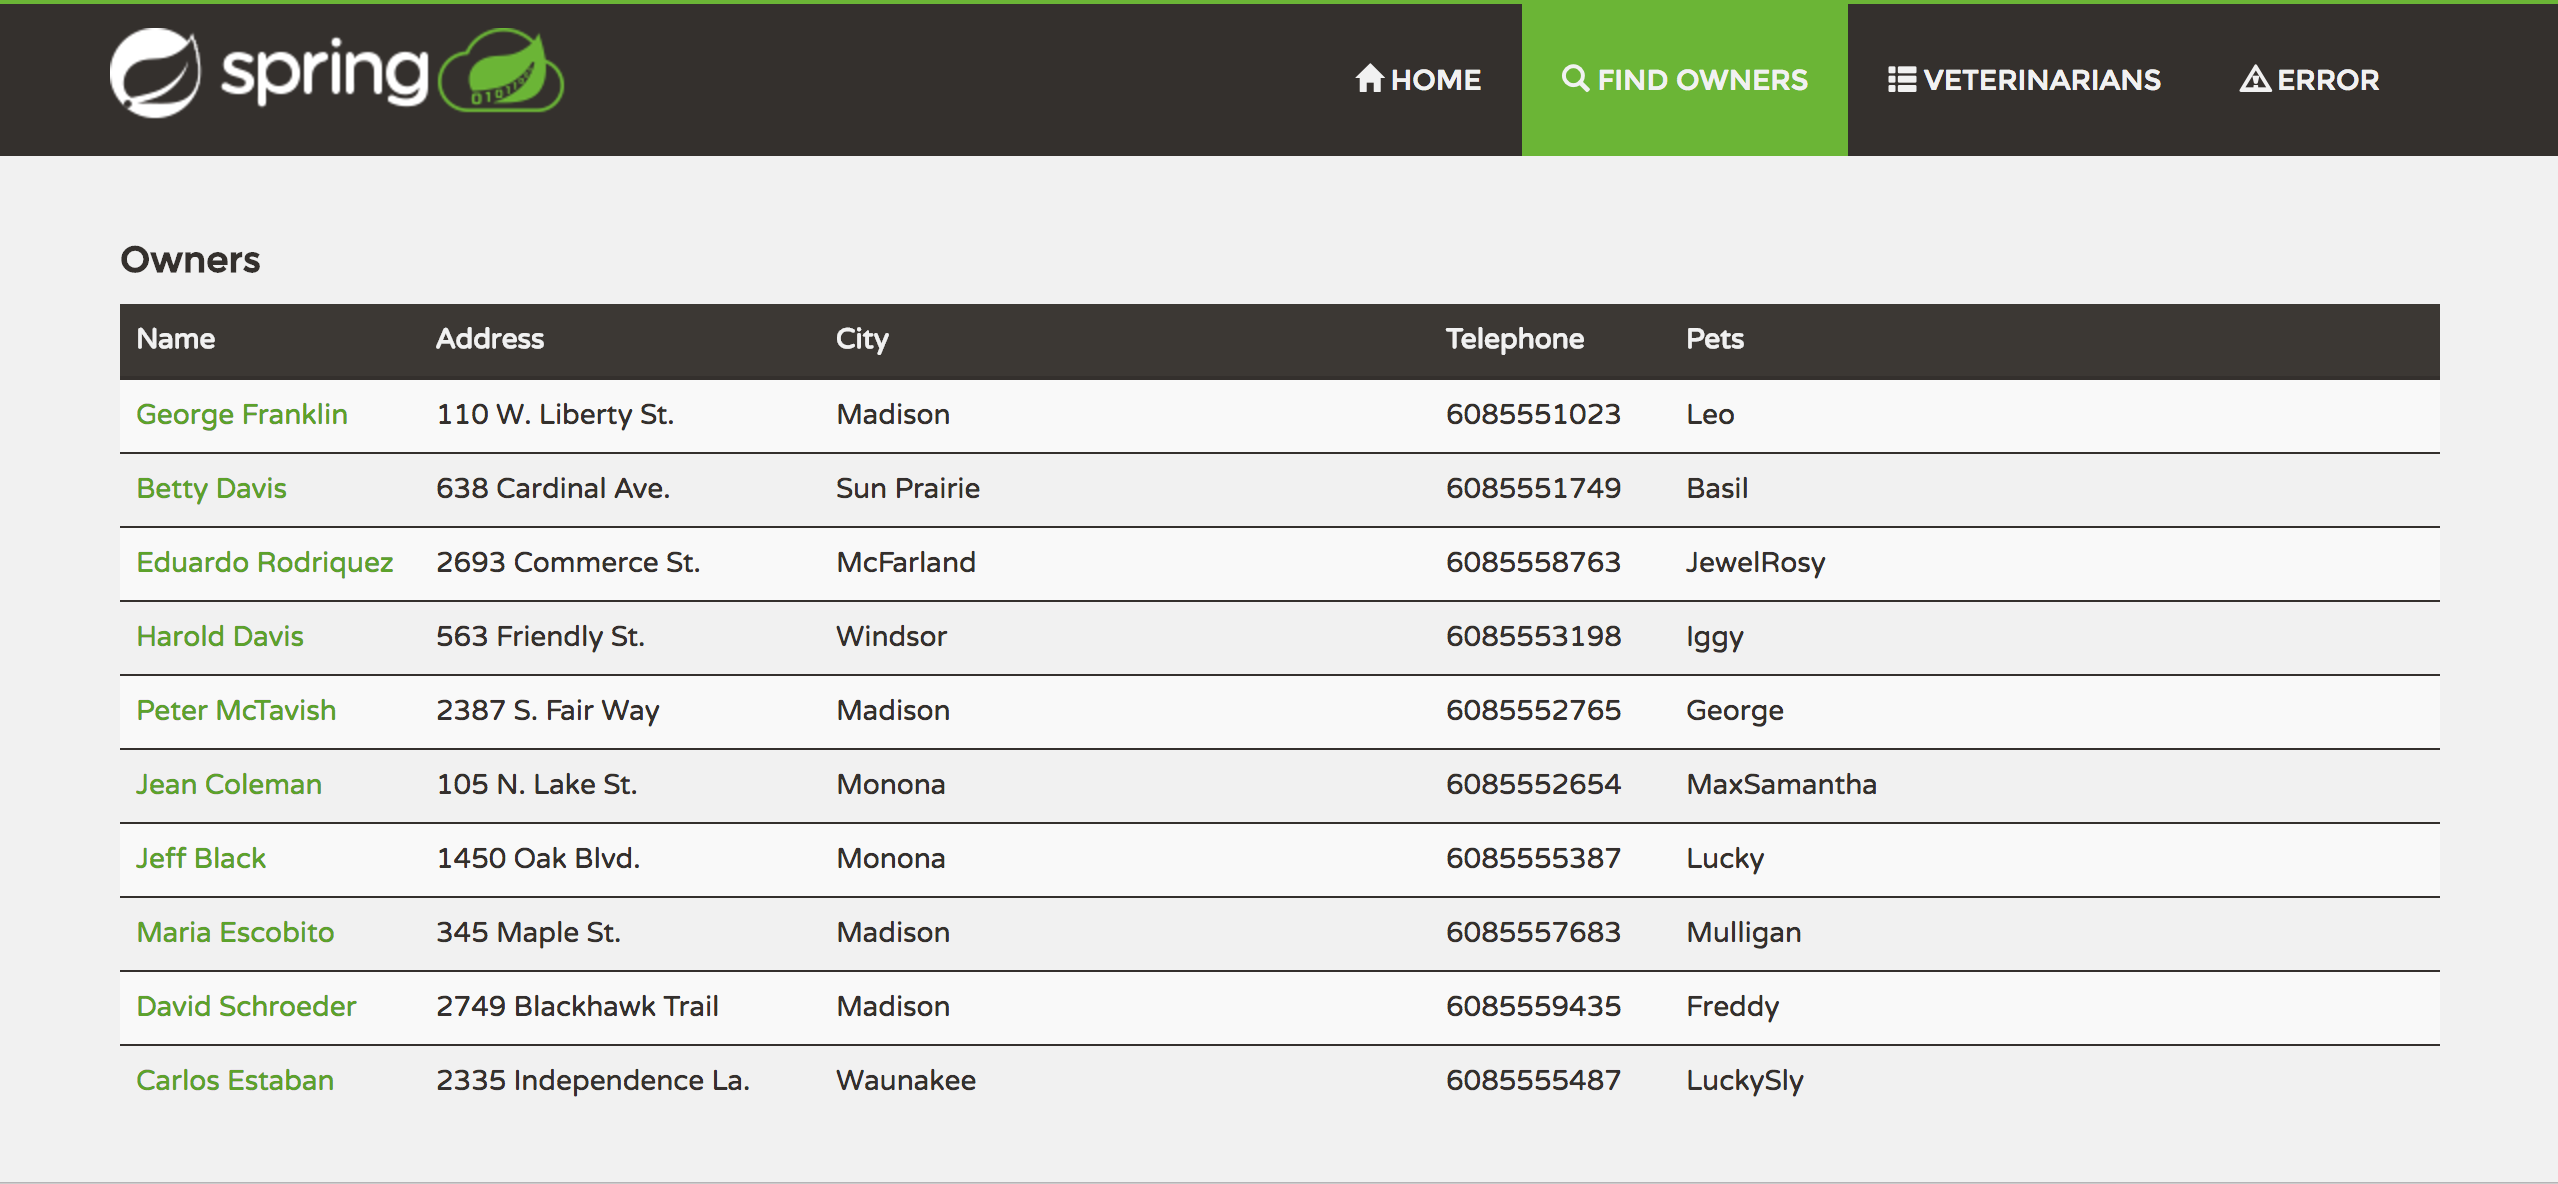 spring
HOME FIND OWNERS VETERINARIANS ERROR
Owners
Name Address City Telephone Pets
George Franklin 110 W. Liberty St. Madison 6085551023 Leo
Betty Davis 638 Cardinal Ave. Sun Prairie 6085551749 Basil
Eduardo Rodriquez 2693 Commerce St. McFarland 6085558763 JewelRosy
Harold Davis 563 Friendly St. Windsor 6085553198 Iggy
Peter McTavish 2387 S. Fair Way Madison 6085552765 George
Jean Coleman 105 N. Lake St. Monona 6085552654 MaxSamantha
Jeff Black 1450 Oak Blvd. Monona 6085555387 Lucky
Maria Escobito 345 Maple St. Madison 6085557683 Mulligan
David Schroeder 2749 Blackhawk Trail Madison 6085559435 Freddy
Carlos Estaban 2335 Independence La. Waunakee 6085555487 LuckySly